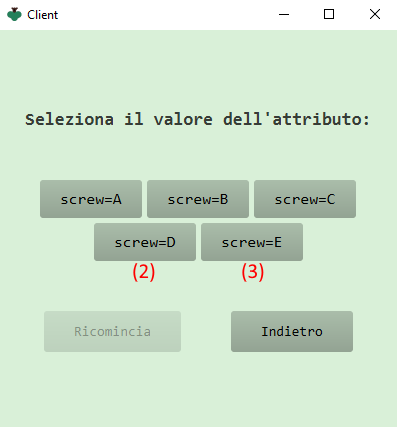 Client
Seleziona il valore dell'attributo:
screw=A screw=B screw=C
screw=D screw=E
(2) (3)
Ricomincia Indietro